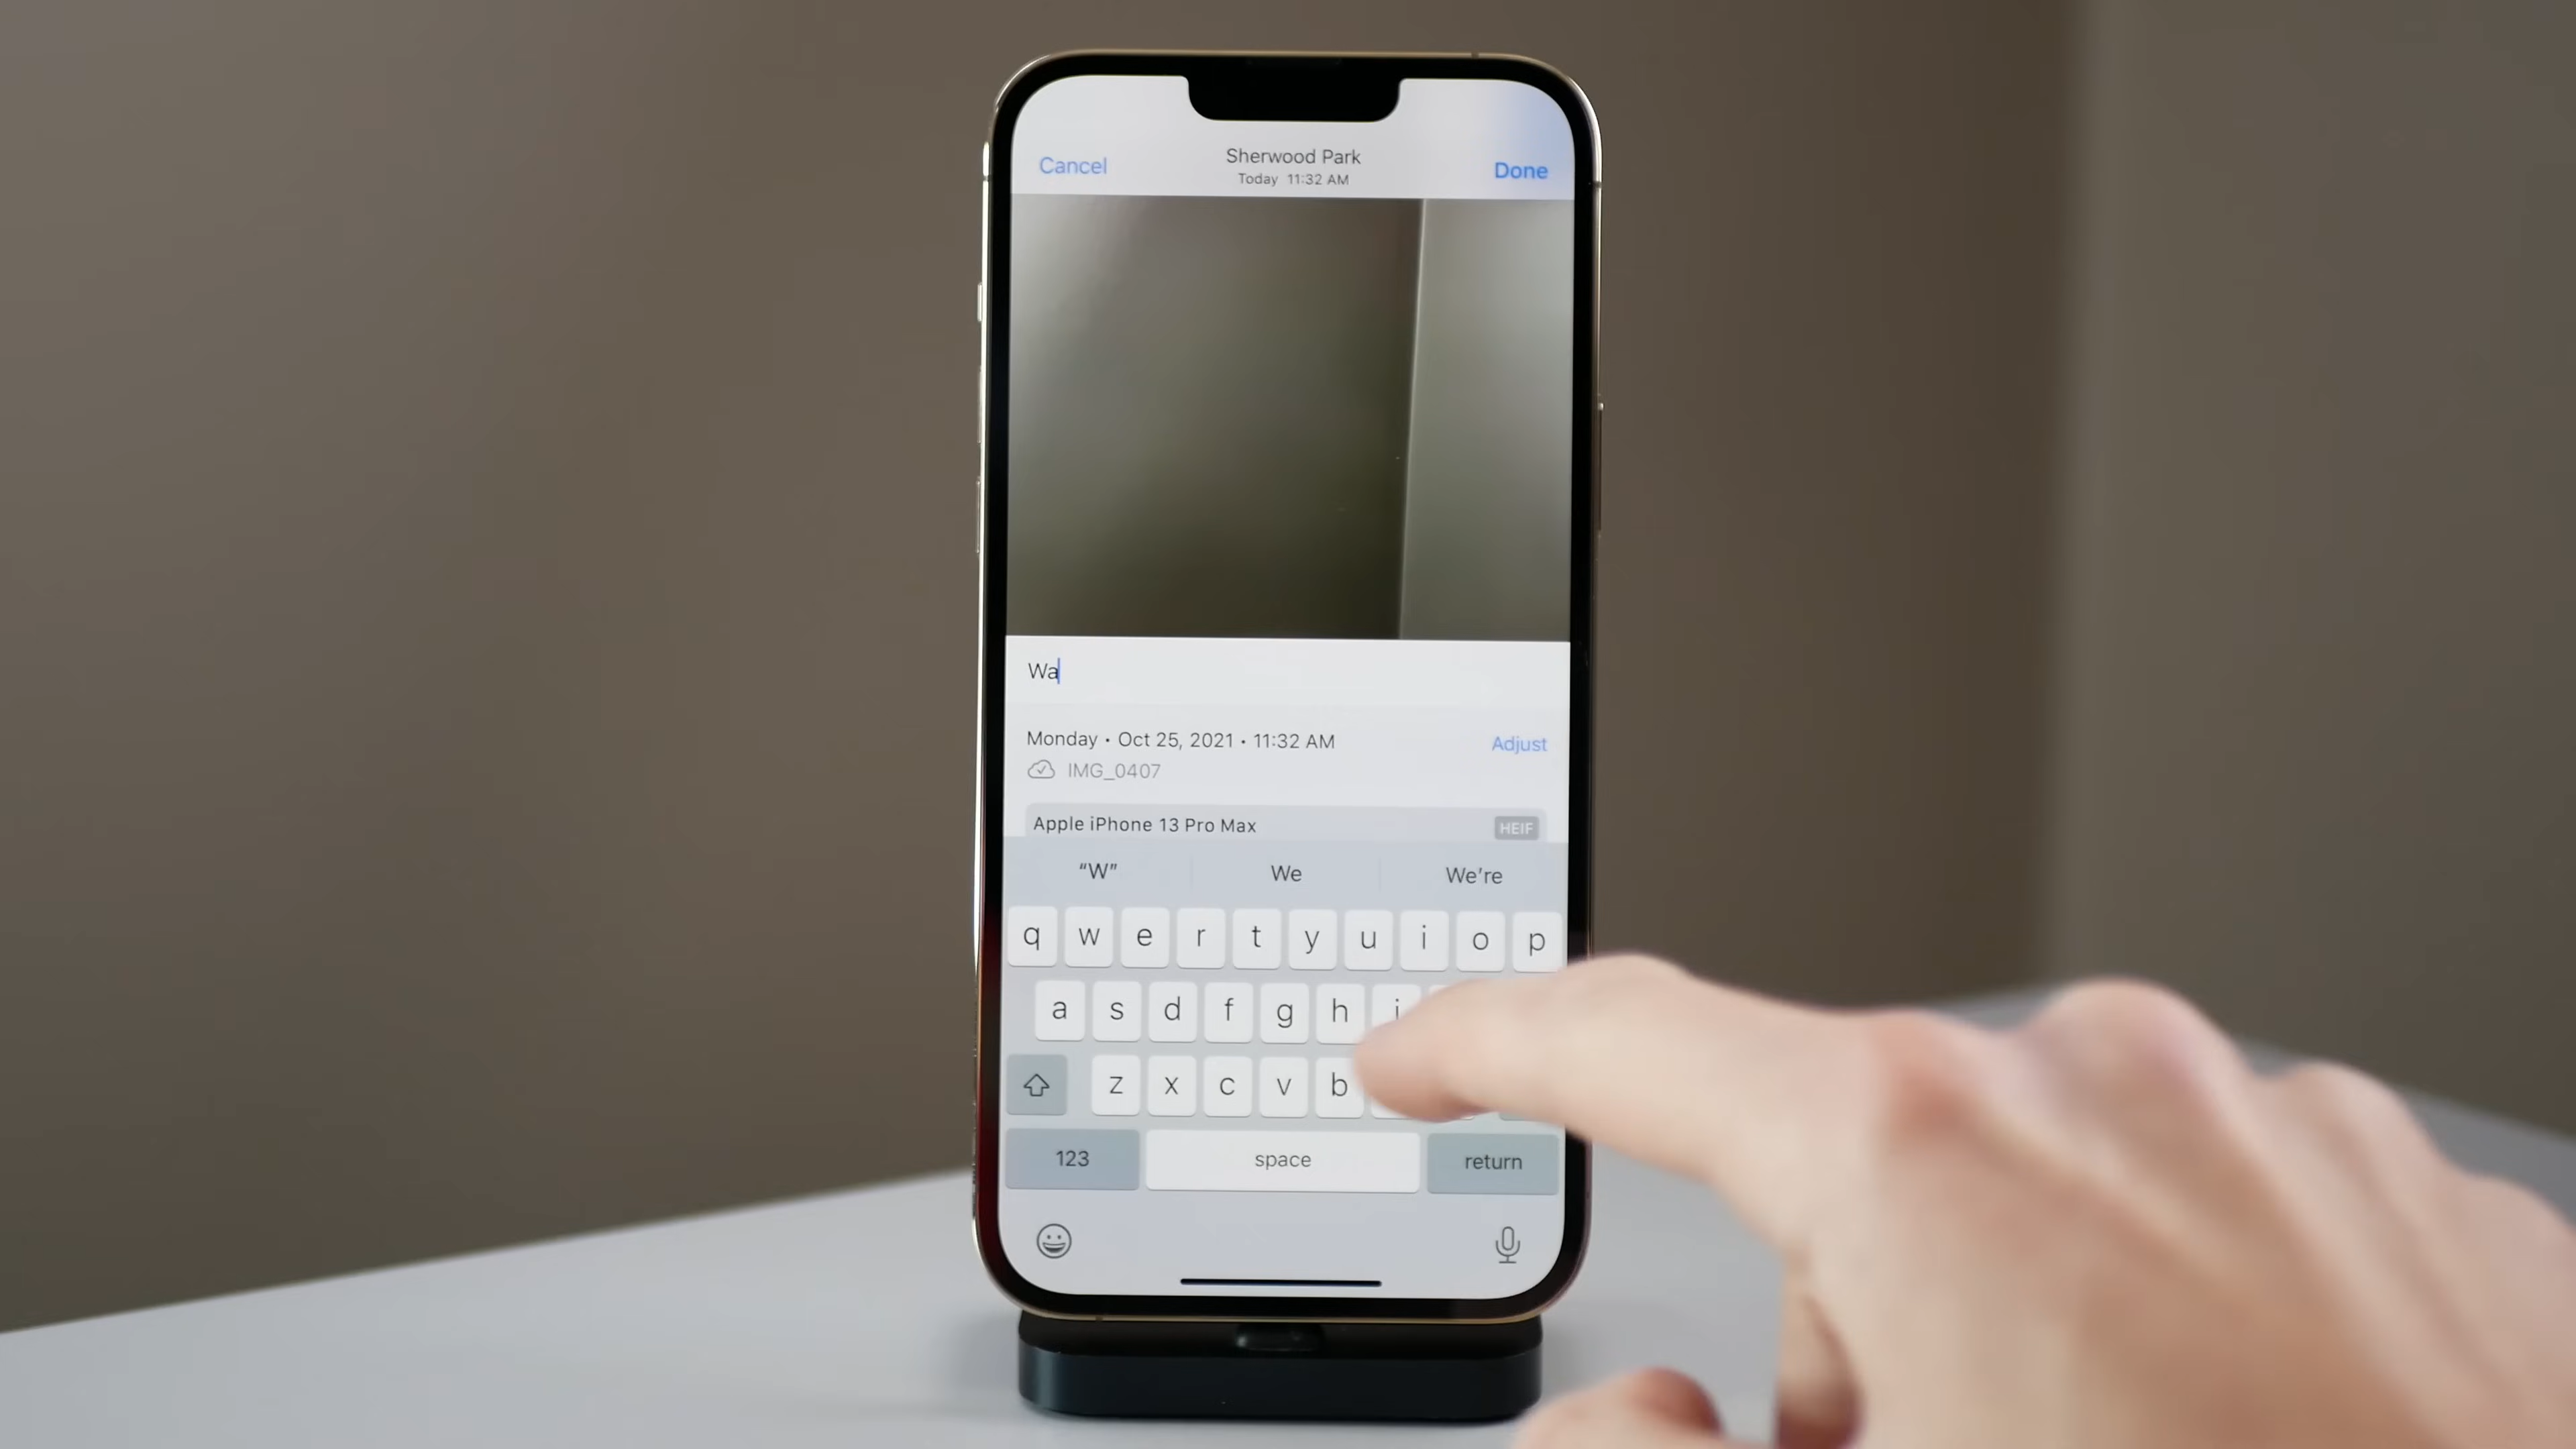 Cancel
Sherwood Park
Today 11:32 AM
Done
Wa
Monday • Oct 25, 2021 • 11:32 AM
Adjust
IMG_0407
Apple iPhone 13 Pro Max
HEIF
“W” We We're
q w e r t y u i o p
a s d f g h j
z x c v b
123 space return